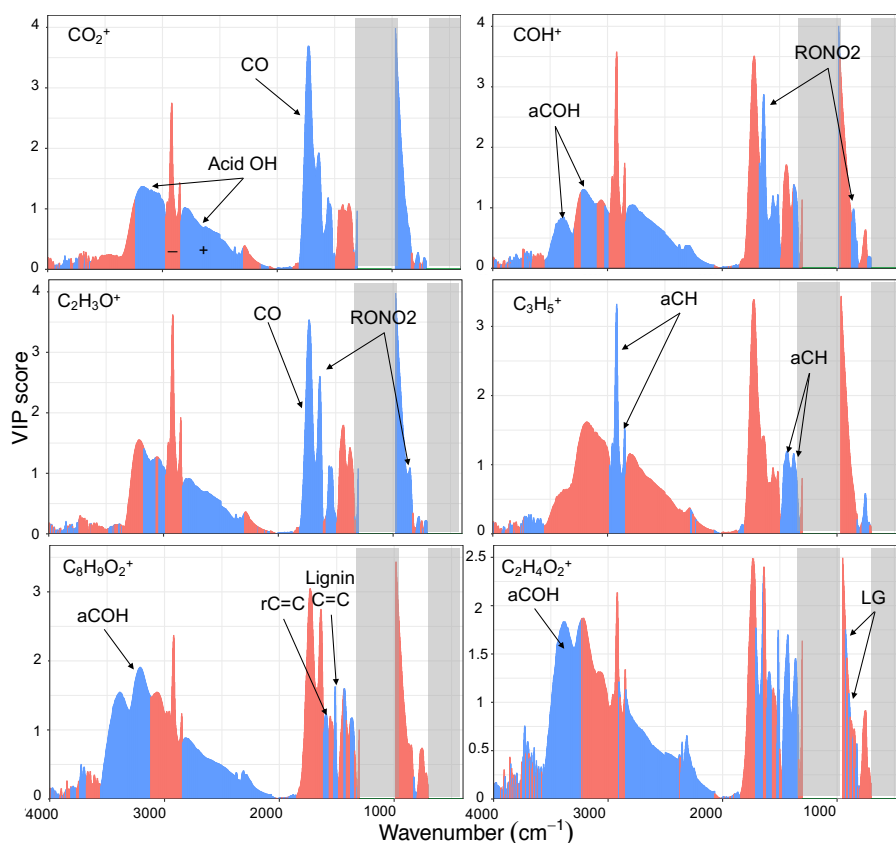 CO₂⁺
CO
Acid OH
− +
4
3
2
1
0
COH⁺
aCOH
RONO2
4
3
2
1
0
C₂H₃O⁺
CO
RONO2
4
3
2
1
0
C₃H₅⁺
aCH
aCH
3
2
1
0
C₈H₉O₂⁺
aCOH
rC=C
Lignin
C=C
3
2
1
0
C₂H₄O₂⁺
aCOH
LG
2.5
2
1.5
1
0.5
0
VIP score
4000 3000 2000 1000
4000 3000 2000 1000
Wavenumber (cm⁻¹)